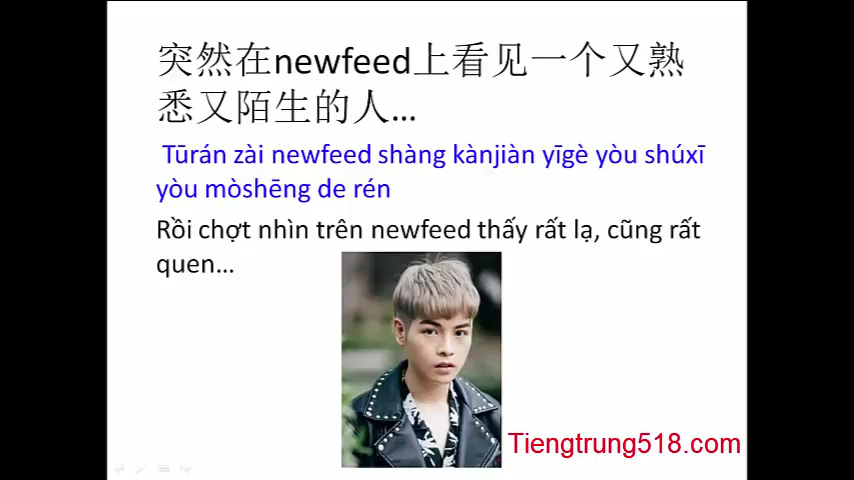 突然在newfeed上看见一个又熟
悉又陌生的人...
Tūrán zài newfeed shàng kànjiàn yīgè yòu shúxī
yòu mòshēng de rén
Rồi chợt nhìn trên newfeed thấy rất lạ, cũng rất
quen...
Tiengtrung518.com